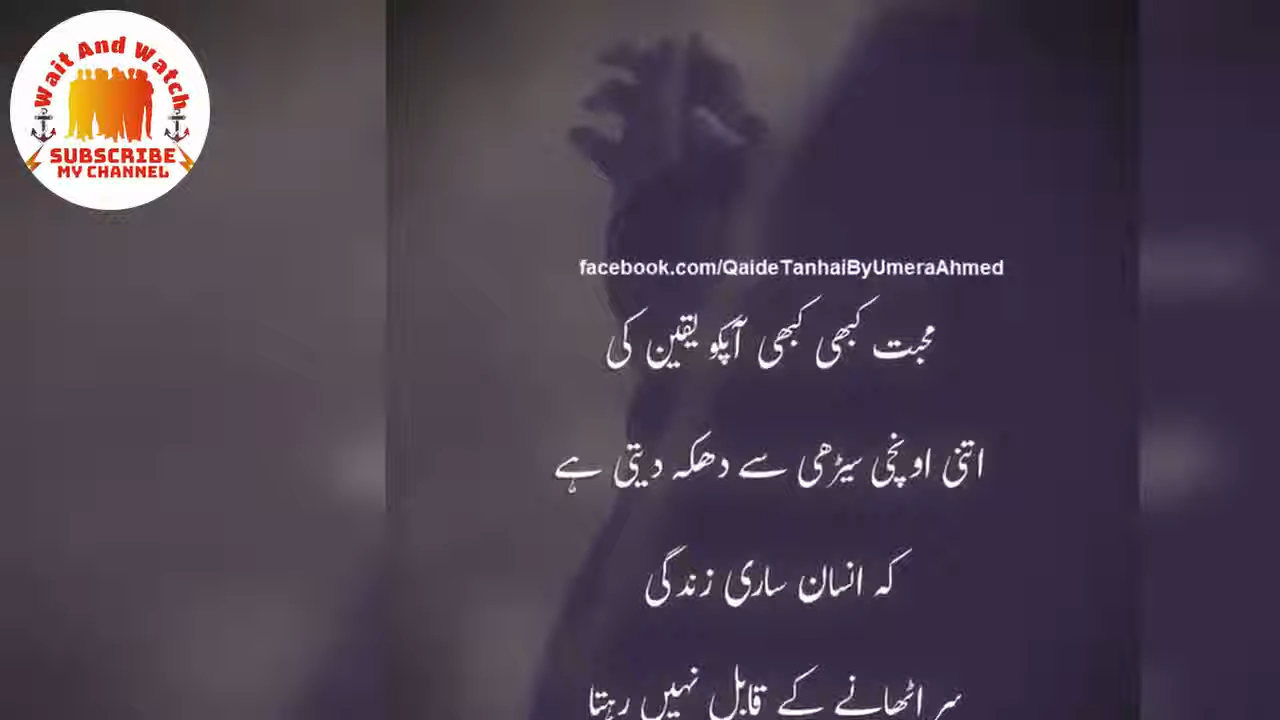 Wait And Watch
SUBSCRIBE
MY CHANNEL
facebook.com/QaideTanhaiByUmeraAhmed
محبت کبھی کبھی آپکو یقین کی
اتنی اونچی سیڑھی سے دھکہ دیتی ہے
کہ انسان ساری زندگی
سر اٹھانے کے قابل نہیں رہتا